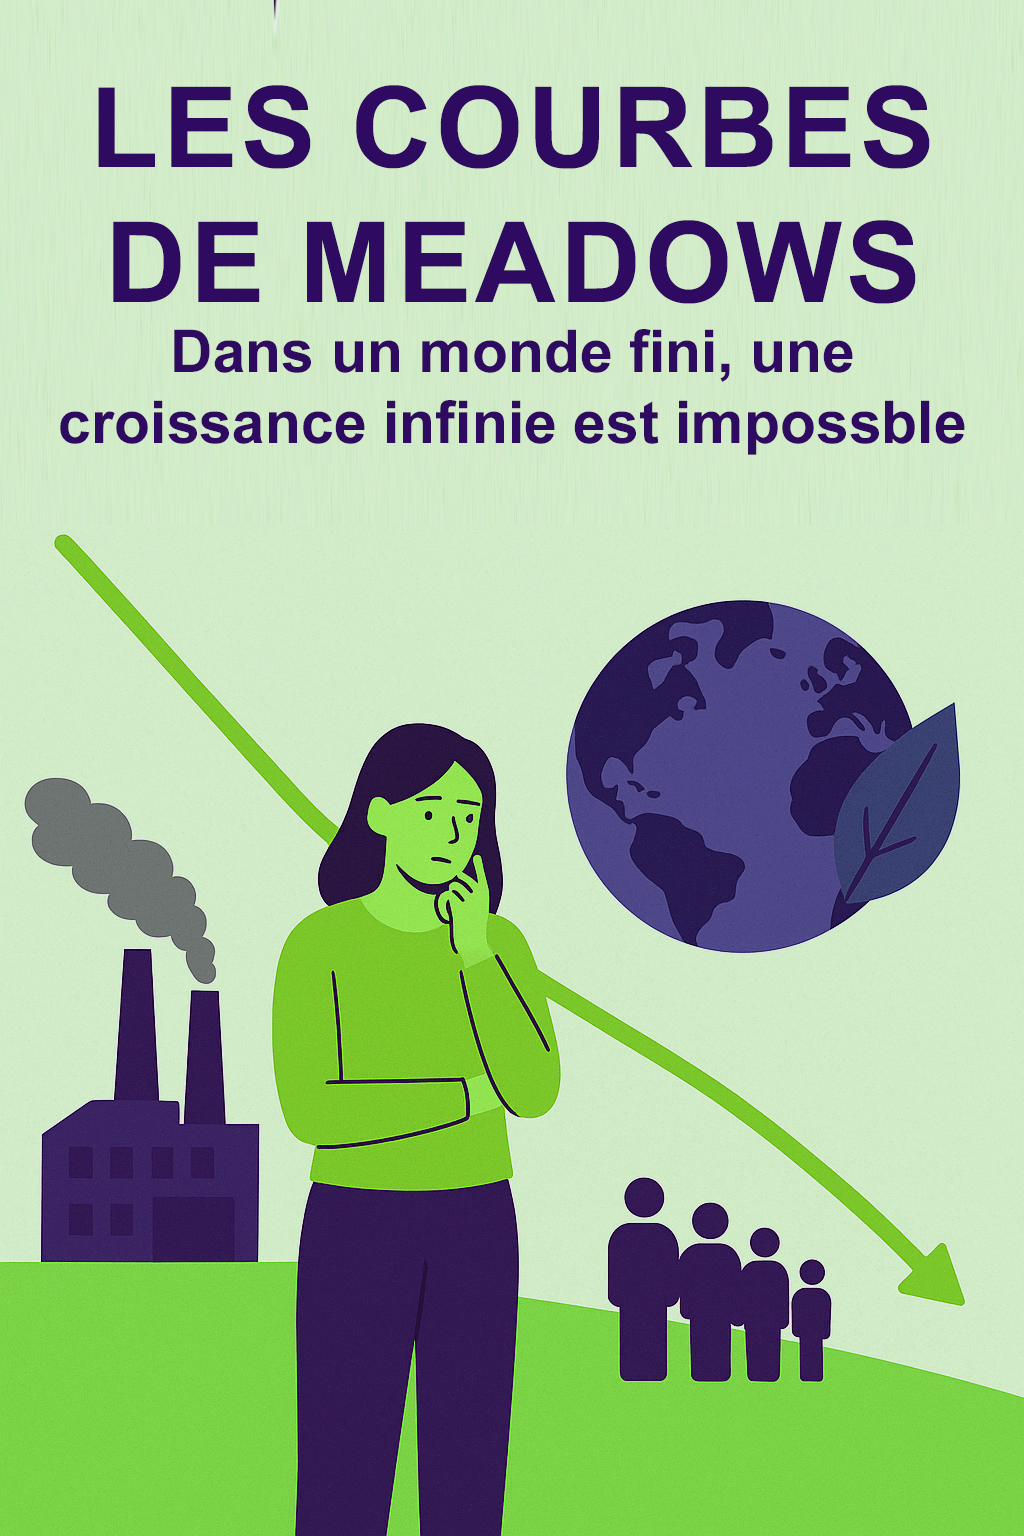 LES COURBES
DE MEADOWS
Dans un monde fini, une
croissance infinie est impossble